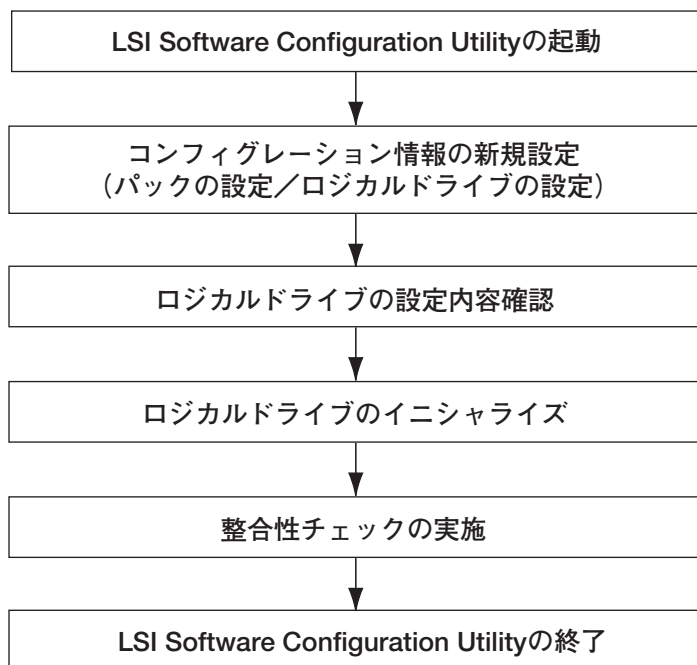 LSI Software Configuration Utilityの起動
コンフィグレーション情報の新規設定
（パックの設定／ロジカルドライブの設定）
ロジカルドライブの設定内容確認
ロジカルドライブのイニシャライズ
整合性チェックの実施
LSI Software Configuration Utilityの終了